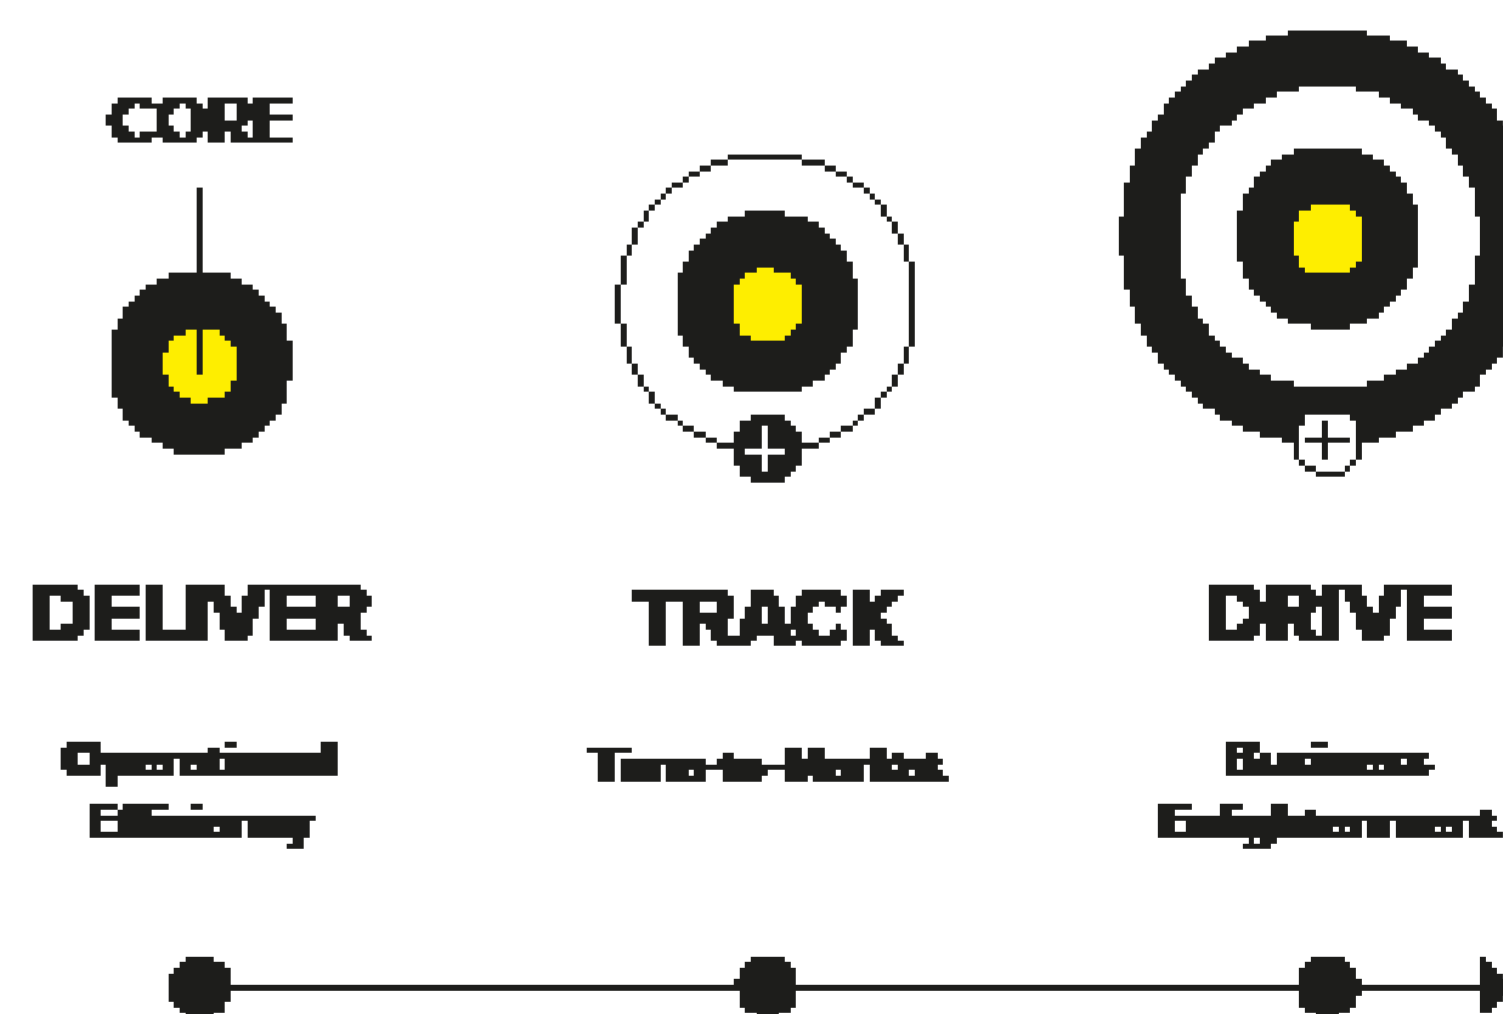 CORE
DELIVER
TRACK
DRIVE
Operational
Efficiency
Time-to-Market
Business
Enlightenment